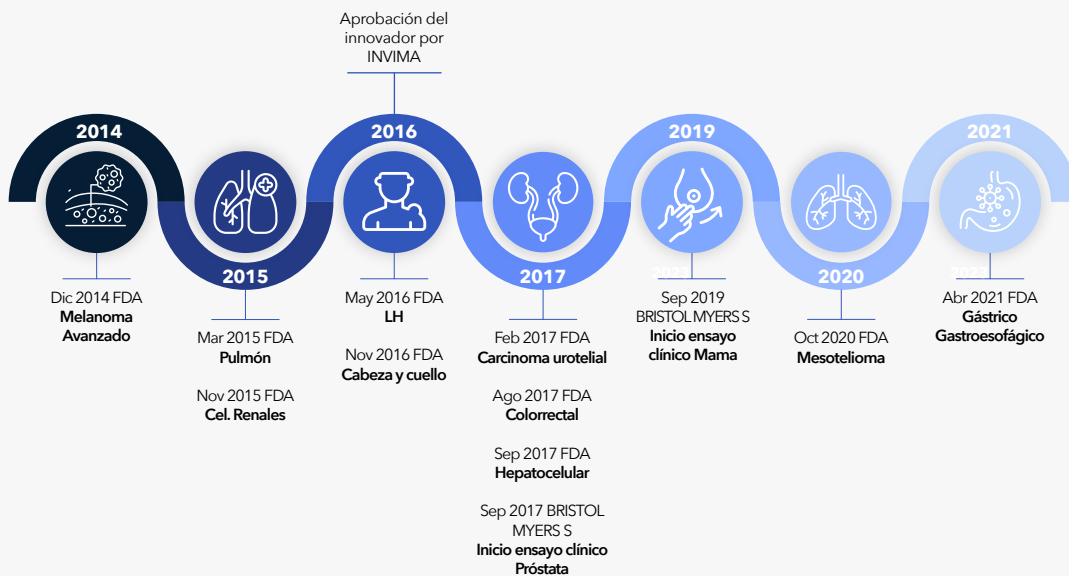 Aprobación del
innovador por
INVIMA
2014
Dic 2014 FDA
Melanoma
Avanzado
2015
Mar 2015 FDA
Pulmón
Nov 2015 FDA
Cel. Renales
2016
May 2016 FDA
LH
Nov 2016 FDA
Cabeza y cuello
2017
Feb 2017 FDA
Carcinoma urotelial
Ago 2017 FDA
Colorrectal
Sep 2017 FDA
Hepatocelular
Sep 2017 BRISTOL
MYERS S
Inicio ensayo clínico
Próstata
2019
Sep 2019
BRISTOL MYERS S
Inicio ensayo
clínico Mama
2020
Oct 2020 FDA
Mesotelioma
2021
Abr 2021 FDA
Gástrico
Gastroesofágico